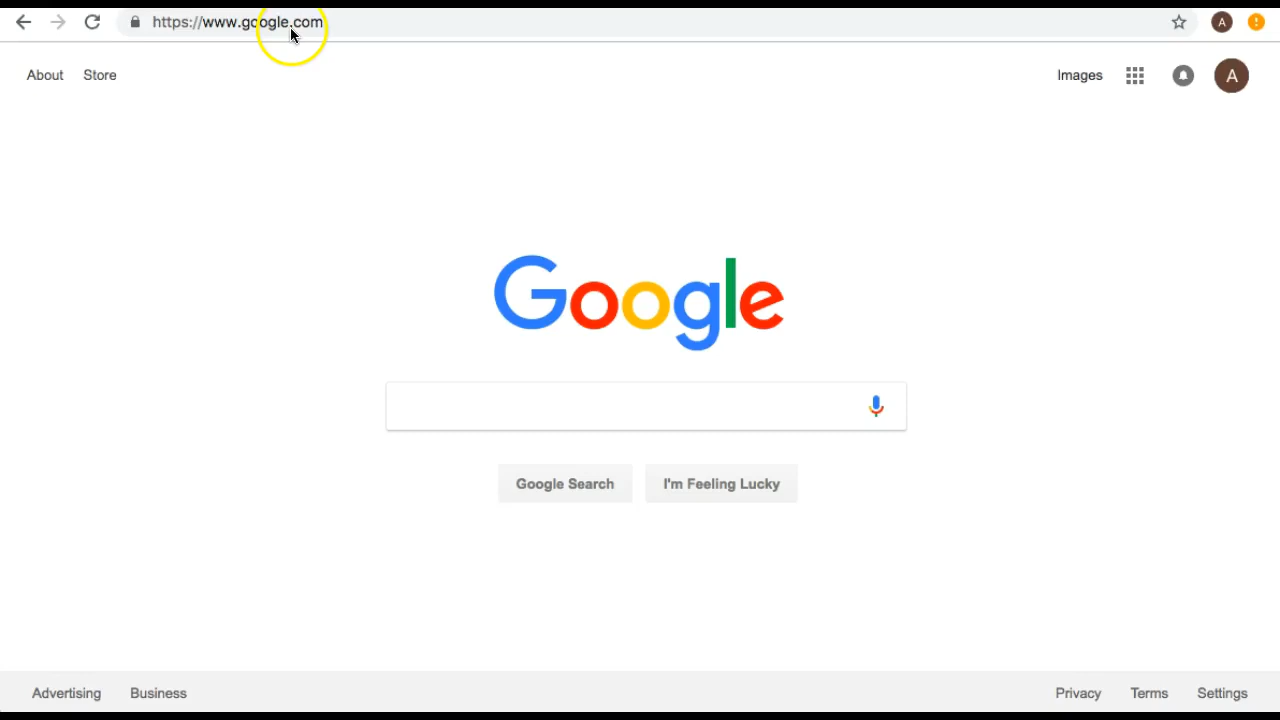 https://www.google.com A
About Store Images A
Google
Google Search I'm Feeling Lucky
Advertising Business Privacy Terms Settings